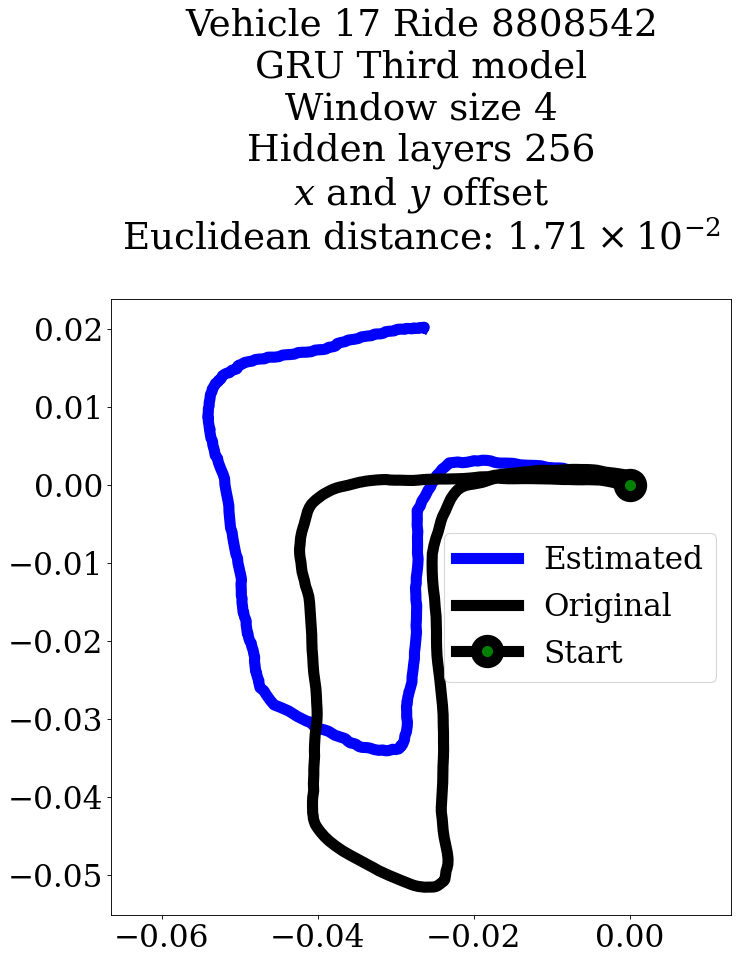 Vehicle 17 Ride 8808542
GRU Third model
Window size 4
Hidden layers 256
x and y offset
Euclidean distance: 1.71 × 10⁻²
0.02
0.01
0.00
−0.01
−0.02
−0.03
−0.04
−0.05
Estimated
Original
Start
−0.06 −0.04 −0.02 0.00